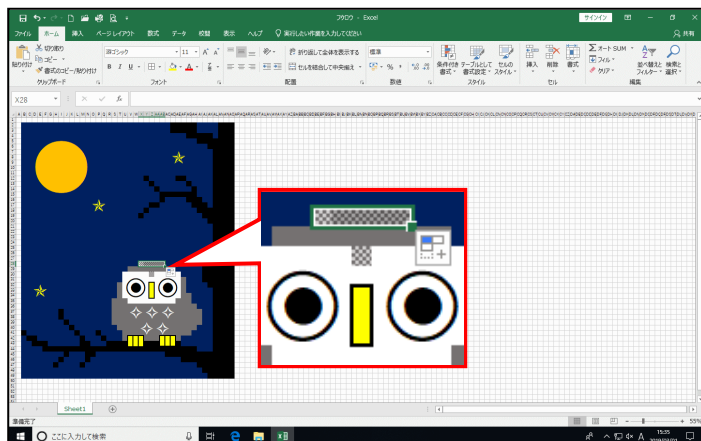 フクロウ - Excel
サインイン
ファイル ホーム 挿入 ページレイアウト 数式 データ 校閲 表示 ヘルプ 実行したい作業を入力してください 共有
切り取り
コピー
書式のコピー/貼り付け
貼り付け
クリップボード
游ゴシック 11
B I U
フォント
折り返して全体を表示する
セルを結合して中央揃え
配置
標準
数値
条件付き書式 テーブルとして書式設定 セルのスタイル
スタイル
挿入 削除 書式
セル
オート SUM
フィル
クリア
並べ替えとフィルター 検索と選択
編集
X28
fx
Sheet1
準備完了
55%
ここに入力して検索
A
15:35